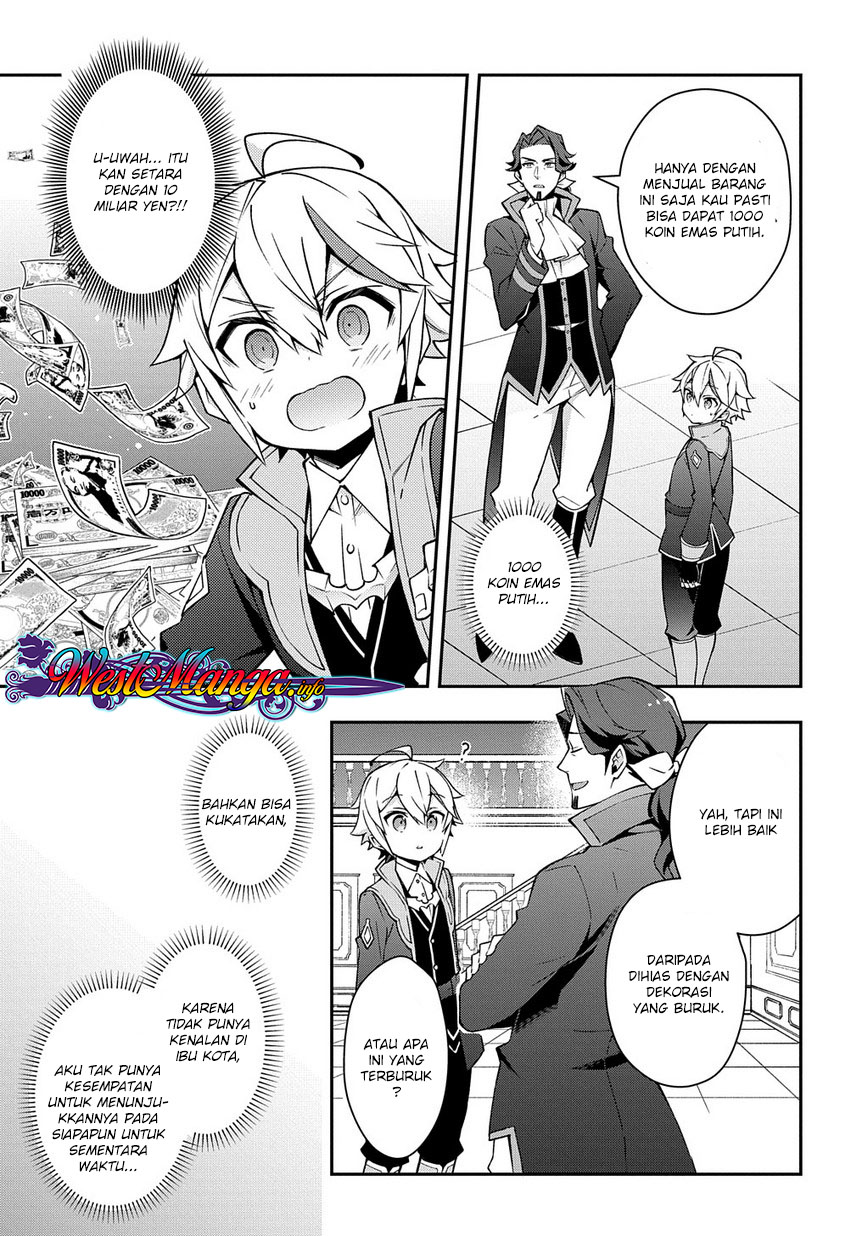 HANYA DENGAN
MENJUAL BARANG
INI SAJA KAU PASTI
BISA DAPAT 1000
KOIN EMAS PUTIH.
1000
KOIN EMAS
PUTIH...
U-UWAH... ITU
KAN SETARA
DENGAN 10
MILIAR YEN?!!
10000
10000
WestManga.info
YAH, TAPI INI
LEBIH BAIK
DARIPADA
DIHIAS DENGAN
DEKORASI
YANG BURUK.
?
ATAU APA
INI YANG
TERBURUK
?
BAHKAN BISA
KUKATAKAN,
KARENA
TIDAK PUNYA
KENALAN DI
IBU KOTA,
AKU TAK PUNYA
KESEMPATAN
UNTUK MENUNJU-
KKANNYA PADA
SIAPAPUN UNTUK
SEMENTARA
WAKTU...